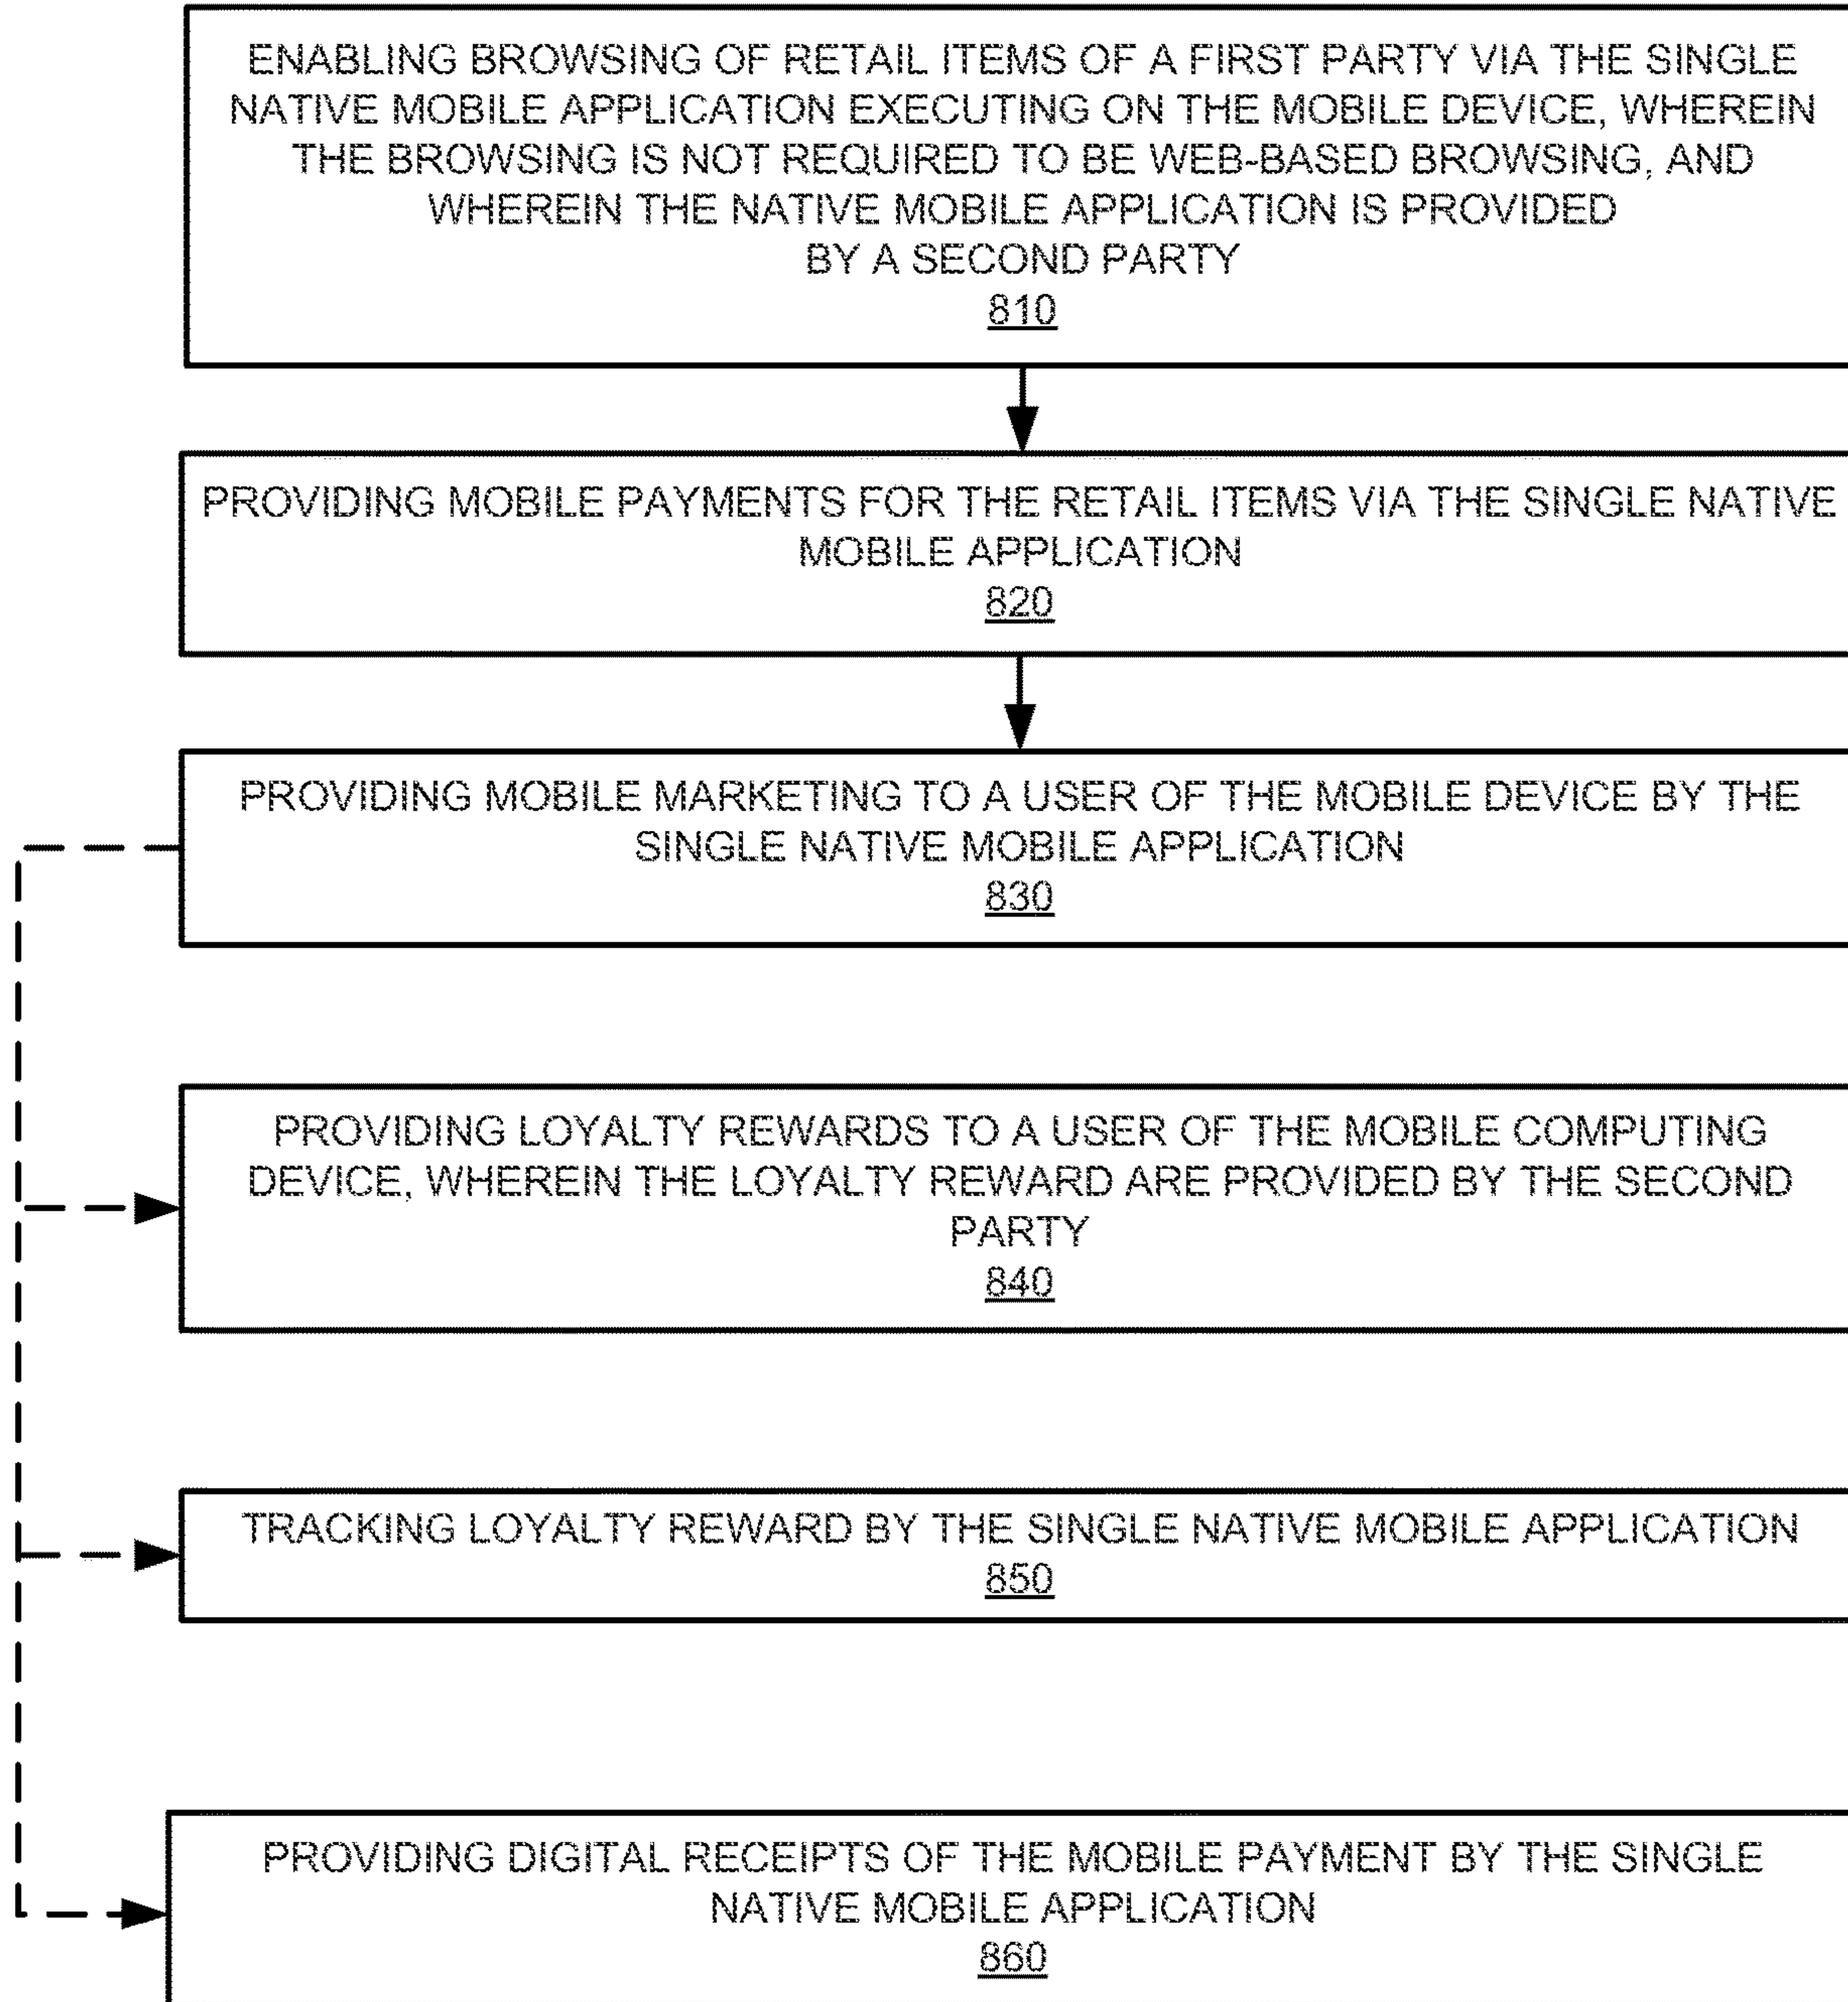 ENABLING BROWSING OF RETAIL ITEMS OF A FIRST PARTY VIA THE SINGLE
NATIVE MOBILE APPLICATION EXECUTING ON THE MOBILE DEVICE, WHEREIN
THE BROWSING IS NOT REQUIRED TO BE WEB-BASED BROWSING, AND
WHEREIN THE NATIVE MOBILE APPLICATION IS PROVIDED
BY A SECOND PARTY
810
PROVIDING MOBILE PAYMENTS FOR THE RETAIL ITEMS VIA THE SINGLE NATIVE
MOBILE APPLICATION
820
PROVIDING MOBILE MARKETING TO A USER OF THE MOBILE DEVICE BY THE
SINGLE NATIVE MOBILE APPLICATION
830
PROVIDING LOYALTY REWARDS TO A USER OF THE MOBILE COMPUTING
DEVICE, WHEREIN THE LOYALTY REWARD ARE PROVIDED BY THE SECOND
PARTY
840
TRACKING LOYALTY REWARD BY THE SINGLE NATIVE MOBILE APPLICATION
850
PROVIDING DIGITAL RECEIPTS OF THE MOBILE PAYMENT BY THE SINGLE
NATIVE MOBILE APPLICATION
860